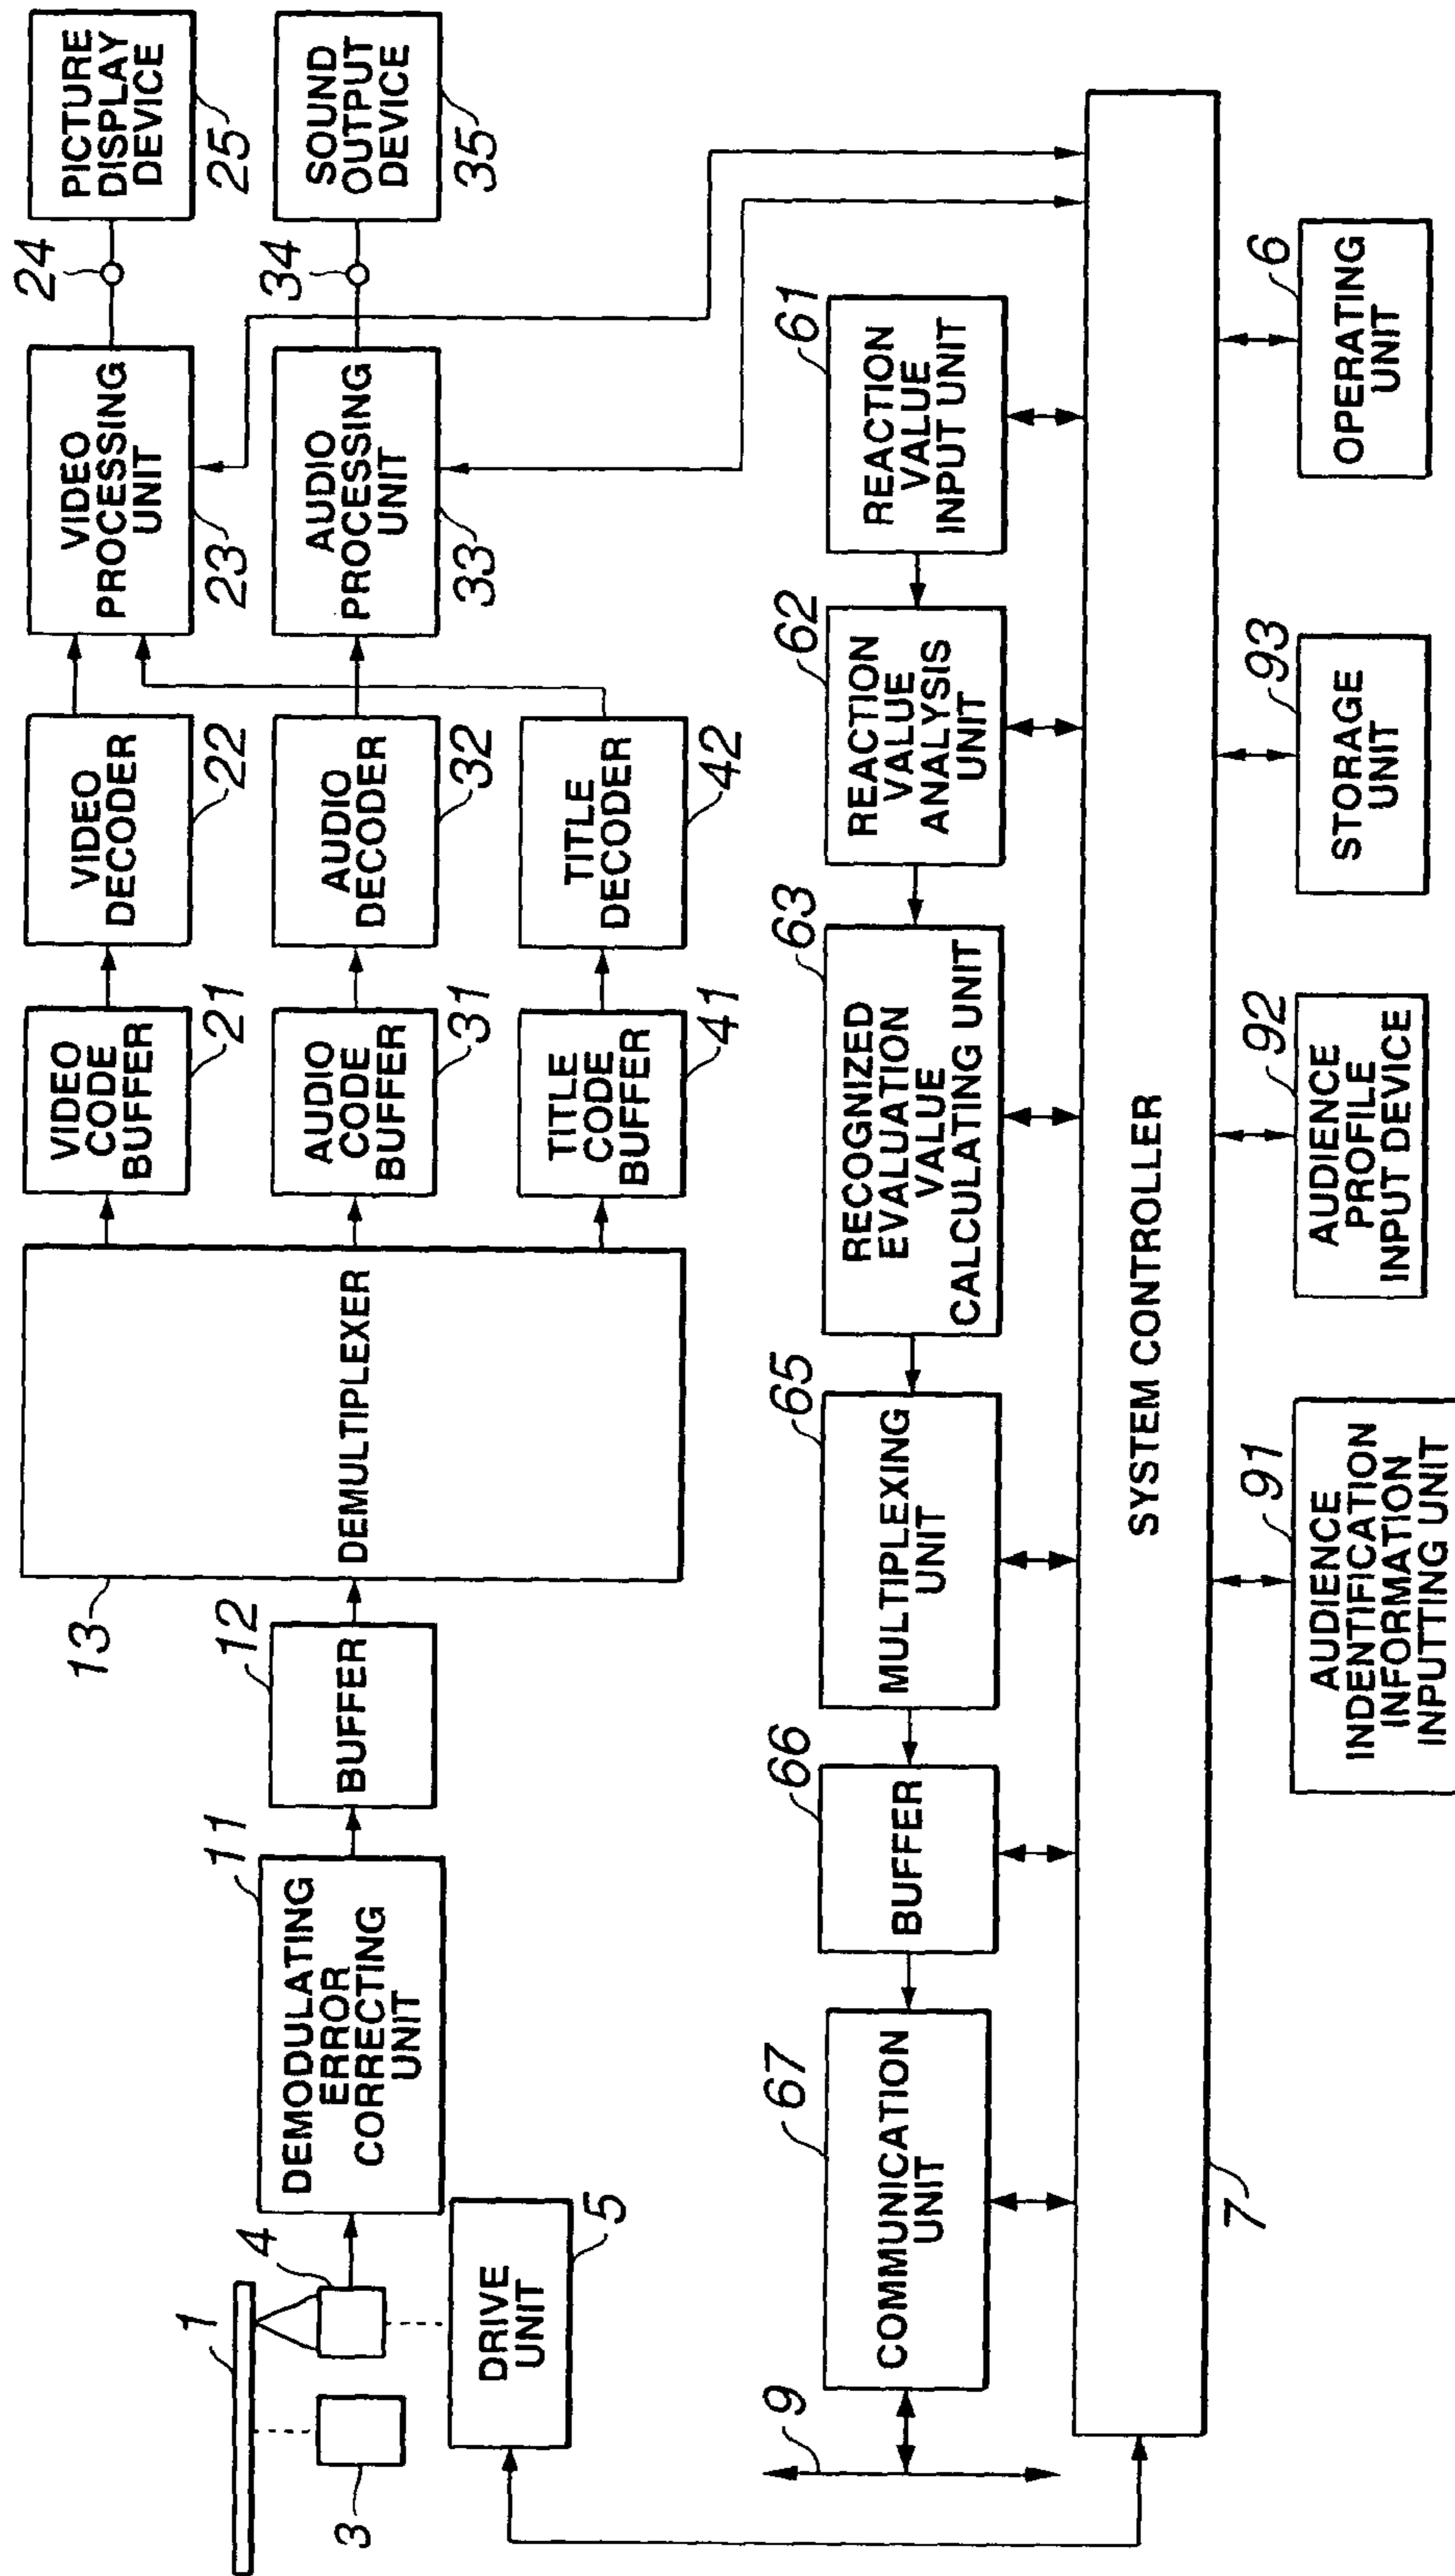 1
3
4
DRIVE
UNIT
5
DEMODULATING
ERROR
CORRECTING
UNIT
11
BUFFER
12
DEMULTIPLEXER
13
VIDEO
CODE
BUFFER
21
VIDEO
DECODER
22
VIDEO
PROCESSING
UNIT
23
24
PICTURE
DISPLAY
DEVICE
25
AUDIO
CODE
BUFFER
31
AUDIO
DECODER
32
AUDIO
PROCESSING
UNIT
33
34
SOUND
OUTPUT
DEVICE
35
TITLE
CODE
BUFFER
41
TITLE
DECODER
42
9
COMMUNICATION
UNIT
67
BUFFER
66
MULTIPLEXING
UNIT
65
RECOGNIZED
EVALUATION
VALUE
CALCULATING UNIT
63
REACTION
VALUE
ANALYSIS
UNIT
62
REACTION
VALUE
INPUT UNIT
61
SYSTEM CONTROLLER
7
AUDIENCE
INDENTIFICATION
INFORMATION
INPUTTING UNIT
91
AUDIENCE
PROFILE
INPUT DEVICE
92
STORAGE
UNIT
93
OPERATING
UNIT
6